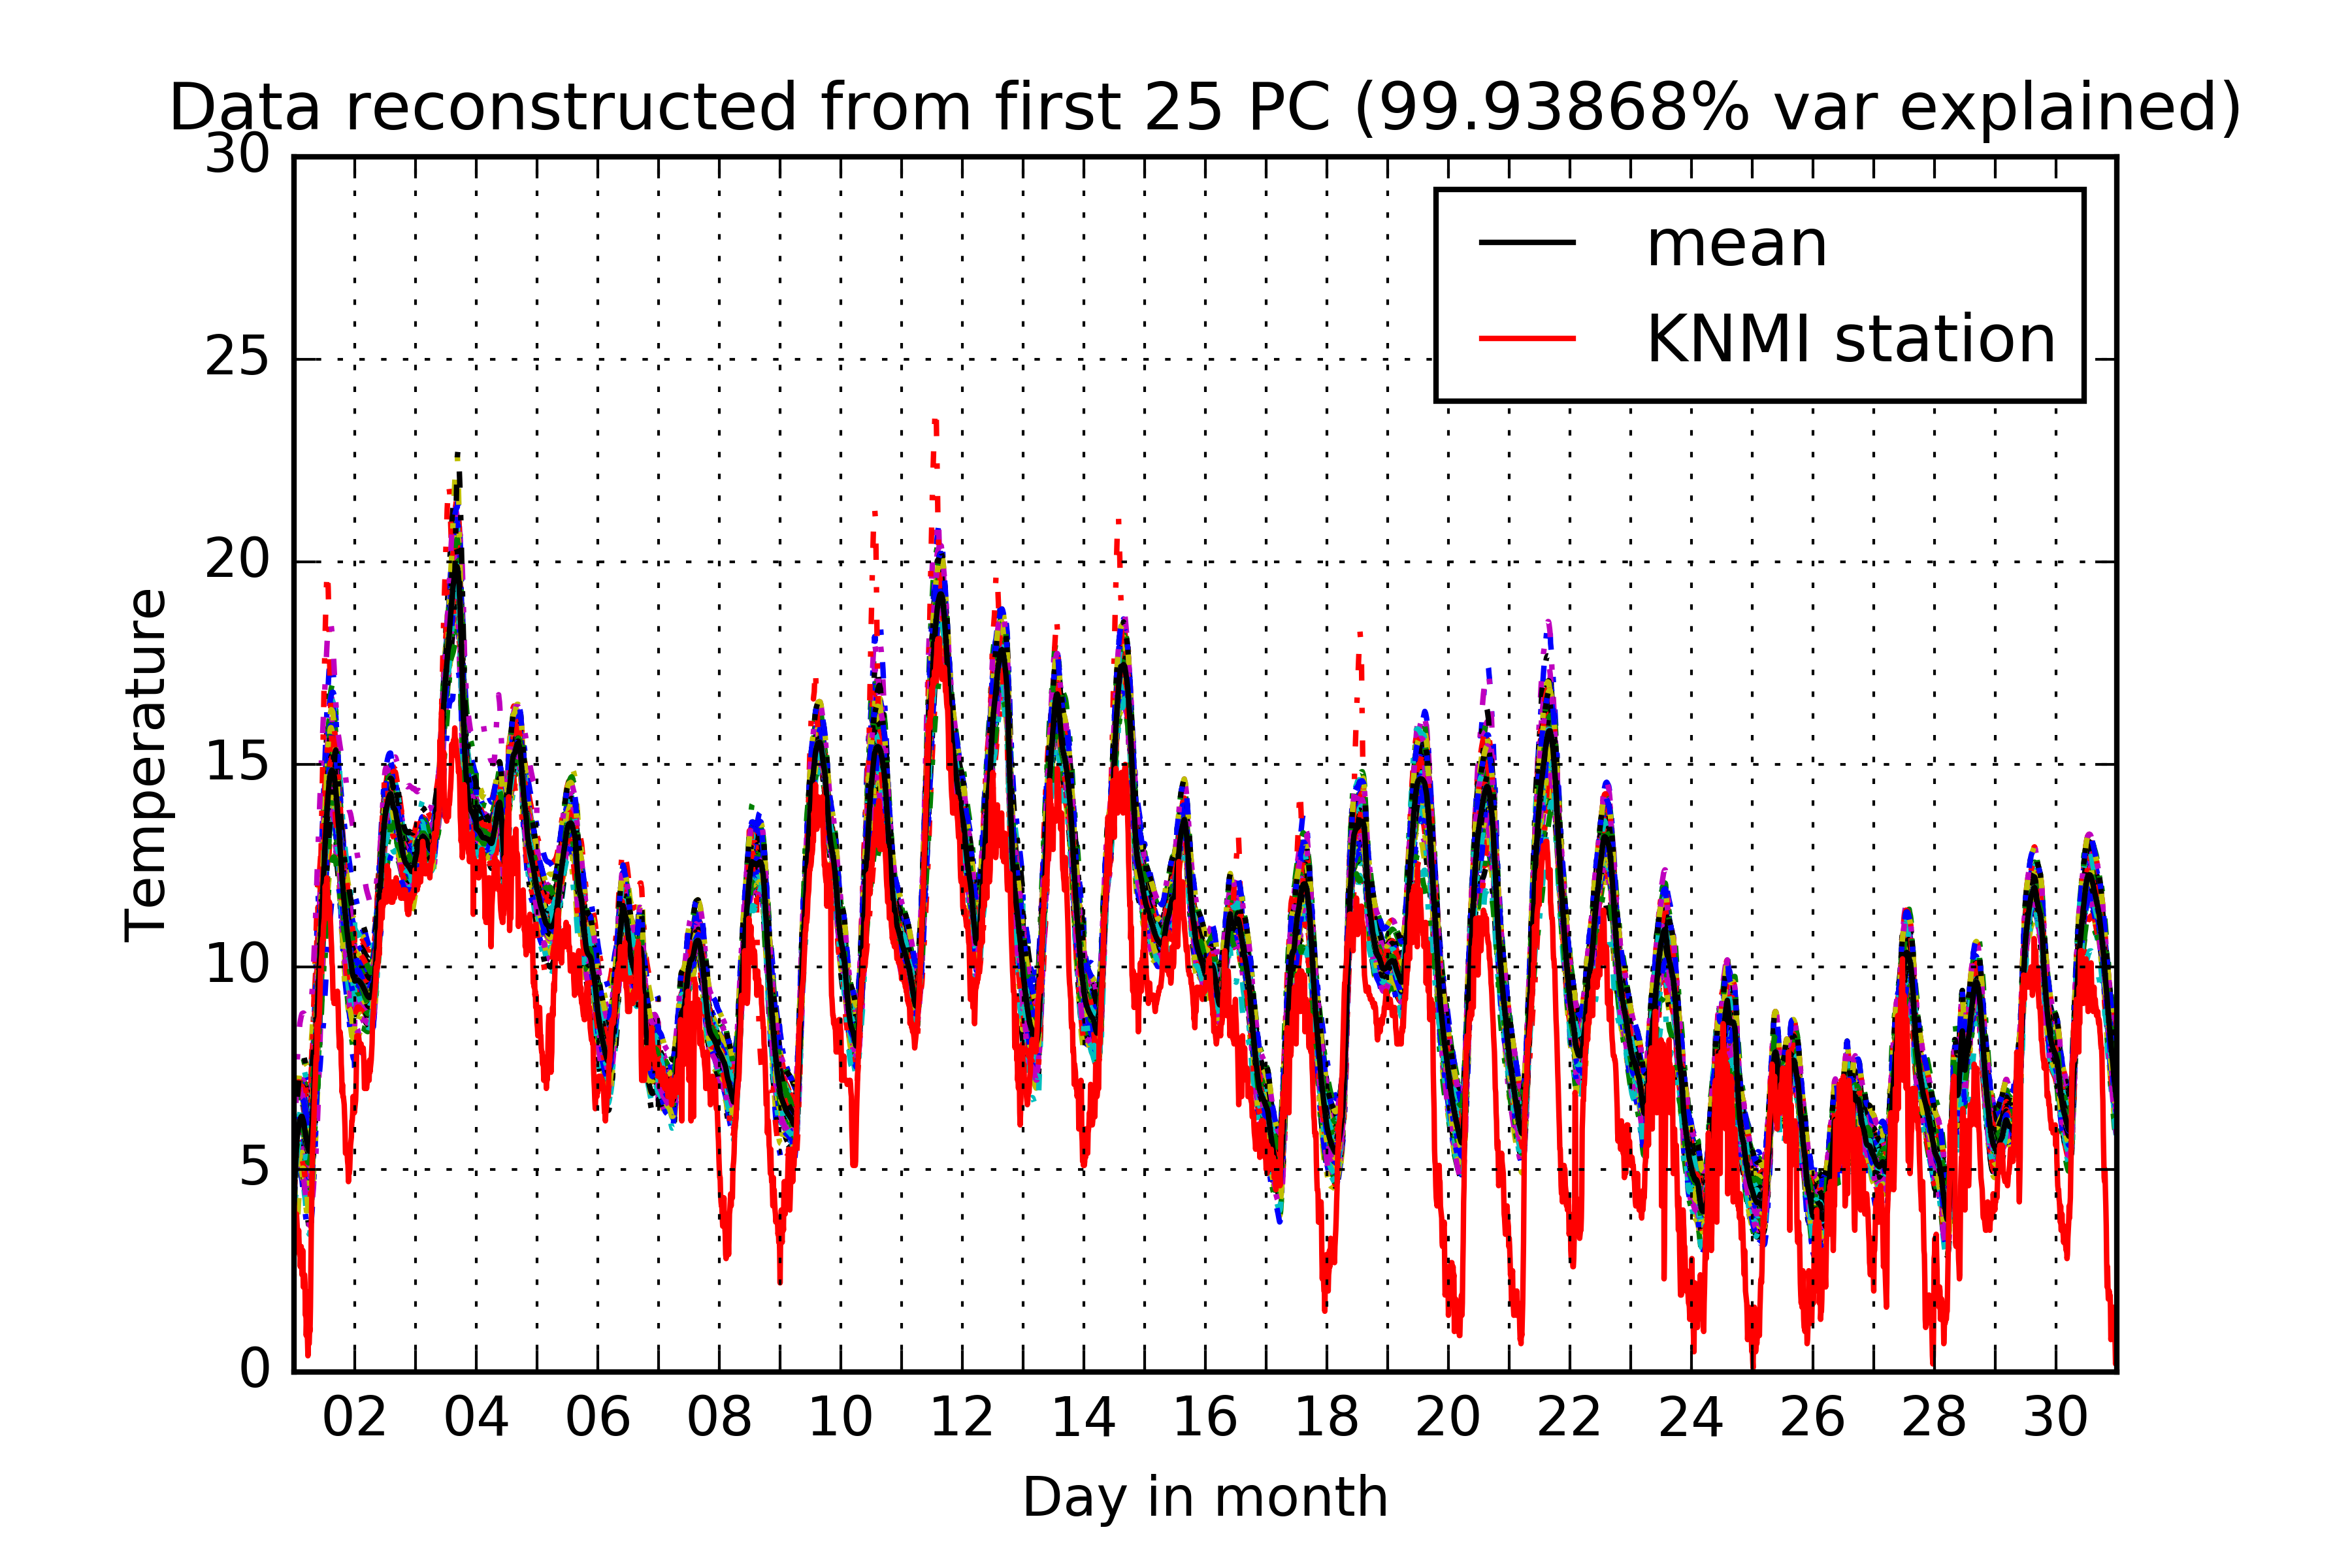 Data reconstructed from first 25 PC (99.93868% var explained)
30
25
20
15
10
5
0
Temperature
mean
KNMI station
02 04 06 08 10 12 14 16 18 20 22 24 26 28 30
Day in month